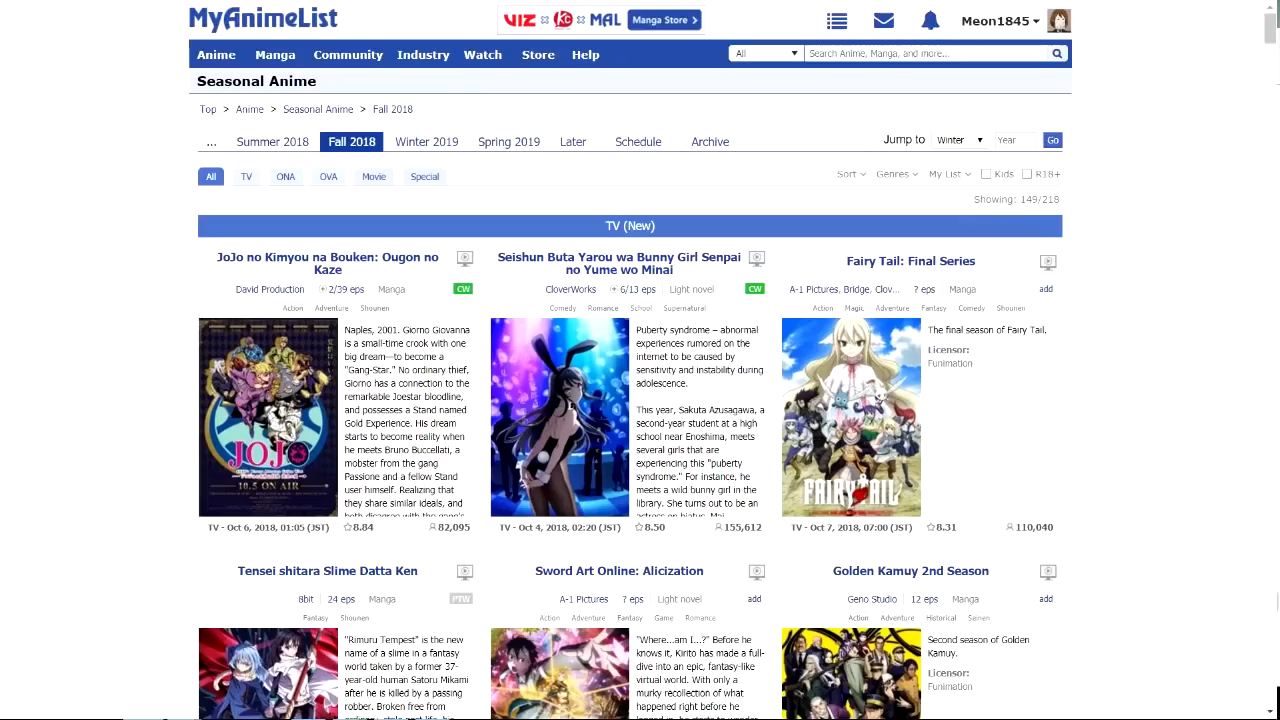 MyAnimeList
VIZ × KC × MAL Manga Store >
Meon1845
Anime Manga Community Industry Watch Store Help
All Search Anime, Manga, and more...
Seasonal Anime
Top > Anime > Seasonal Anime > Fall 2018
... Summer 2018 Fall 2018 Winter 2019 Spring 2019 Later Schedule Archive Jump to Winter Year Go
All TV ONA OVA Movie Special Sort Genres My List Kids R18+
Showing: 149/218
TV (New)
JoJo no Kimyou na Bouken: Ougon no
Kaze
David Production + 2/39 eps Manga CW
Action Adventure Shounen
JOJO
10.5 ON AIR
Naples, 2001. Giorno Giovanna
is a small-time crook with one
big dream—to become a
"Gang-Star." No ordinary thief,
Giorno has a connection to the
remarkable Joestar bloodline,
and possesses a Stand named
Gold Experience. His dream
starts to become reality when
he meets Bruno Buccellati, a
mobster from the gang
Passione and a fellow Stand
user himself. Realizing that
they share similar ideals, and
both disagree with the gang's
TV - Oct 6, 2018, 01:05 (JST) 8.84 82,095
Seishun Buta Yarou wa Bunny Girl Senpai
no Yume wo Minai
CloverWorks + 6/13 eps Light novel CW
Comedy Romance School Supernatural
Puberty syndrome – abnormal
experiences rumored on the
internet to be caused by
sensitivity and instability during
adolescence.
This year, Sakuta Azusagawa, a
second-year student at a high
school near Enoshima, meets
several girls that are
experiencing this "puberty
syndrome." For instance, he
meets a wild bunny girl in the
library. She turns out to be an
actress on hiatus, Mai
TV - Oct 4, 2018, 02:20 (JST) 8.50 155,612
Fairy Tail: Final Series
A-1 Pictures, Bridge, Clov... ? eps Manga add
Action Magic Adventure Fantasy Comedy Shounen
FAIRY TAIL
The final season of Fairy Tail.
Licensor:
Funimation
TV - Oct 7, 2018, 07:00 (JST) 8.31 110,040
Tensei shitara Slime Datta Ken
8bit 24 eps Manga PTW
Fantasy Shounen
"Rimuru Tempest" is the new
name of a slime in a fantasy
world taken by a former 37-
year-old human Satoru Mikami
after he is killed by a passing
robber. Broken free from
Sword Art Online: Alicization
A-1 Pictures ? eps Light novel add
Action Adventure Fantasy Game Romance
"Where...am I...?" Before he
knows it, Kirito has made a full-
dive into an epic, fantasy-like
virtual world. With only a
murky recollection of what
happened right before he
Golden Kamuy 2nd Season
Geno Studio 12 eps Manga add
Action Adventure Historical Seinen
Second season of Golden
Kamuy.
Licensor:
Funimation